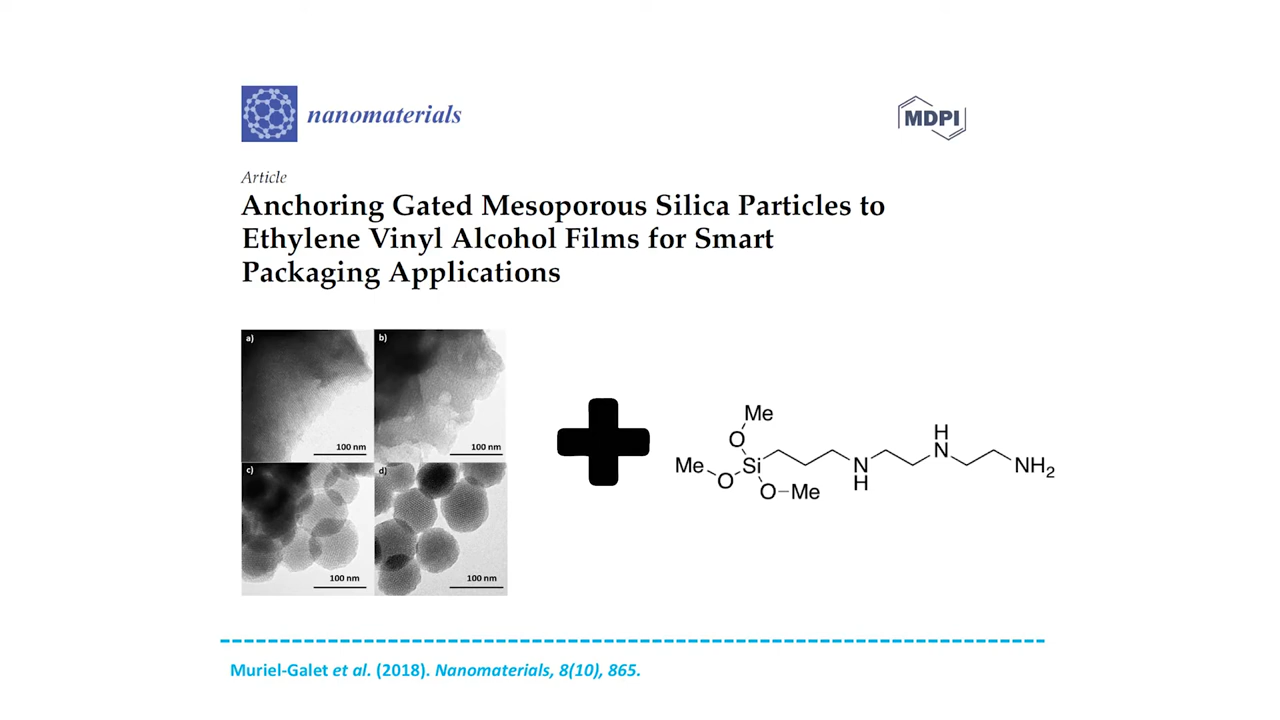 nanomaterials
MDPI
Article
Anchoring Gated Mesoporous Silica Particles to
Ethylene Vinyl Alcohol Films for Smart
Packaging Applications
a)
b)
100 nm
100 nm
c)
d)
100 nm
100 nm
Me
O
Me
O
Si
O
Me
N
H
H
N
NH2
Muriel-Galet et al. (2018). Nanomaterials, 8(10), 865.